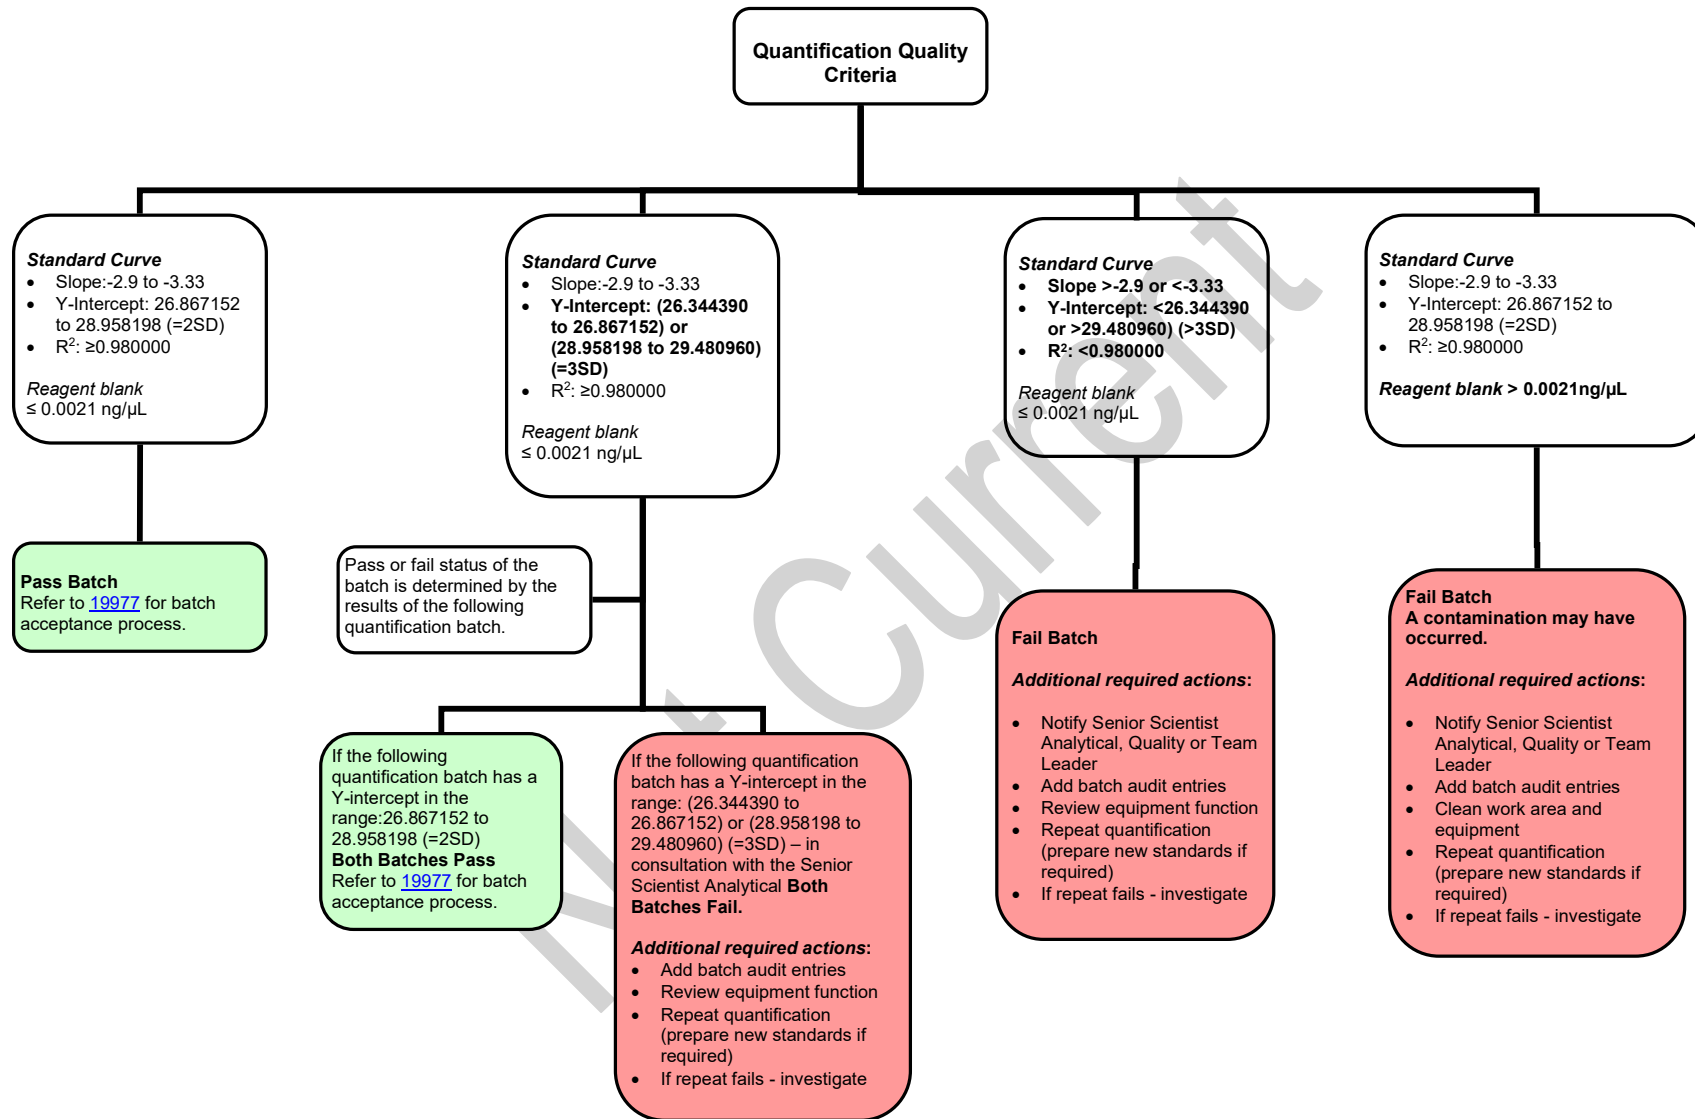 Quantification Quality
Criteria
Standard Curve
• Slope:-2.9 to -3.33
• Y-Intercept: 26.867152
to 28.958198 (=2SD)
• R²: ≥0.980000
Reagent blank
≤ 0.0021 ng/µL
Standard Curve
• Slope:-2.9 to -3.33
• Y-Intercept: (26.344390
to 26.867152) or
(28.958198 to 29.480960)
(=3SD)
• R²: ≥0.980000
Reagent blank
≤ 0.0021 ng/µL
Standard Curve
• Slope >-2.9 or <-3.33
• Y-Intercept: <26.344390
or >29.480960) (>3SD)
• R²: <0.980000
Reagent blank
≤ 0.0021 ng/µL
Standard Curve
• Slope:-2.9 to -3.33
• Y-Intercept: 26.867152 to
28.958198 (=2SD)
• R²: ≥0.980000
Reagent blank > 0.0021ng/µL
Pass Batch
Refer to 19977 for batch
acceptance process.
Pass or fail status of the
batch is determined by the
results of the following
quantification batch.
If the following
quantification batch has a
Y-intercept in the
range:26.867152 to
28.958198 (=2SD)
Both Batches Pass
Refer to 19977 for batch
acceptance process.
If the following quantification
batch has a Y-intercept in the
range: (26.344390 to
26.867152) or (28.958198 to
29.480960) (=3SD) – in
consultation with the Senior
Scientist Analytical Both
Batches Fail.
Additional required actions:
• Add batch audit entries
• Review equipment function
• Repeat quantification
(prepare new standards if
required)
• If repeat fails - investigate
Fail Batch
Additional required actions:
• Notify Senior Scientist
Analytical, Quality or Team
Leader
• Add batch audit entries
• Review equipment function
• Repeat quantification
(prepare new standards if
required)
• If repeat fails - investigate
Fail Batch
A contamination may have
occurred.
Additional required actions:
• Notify Senior Scientist
Analytical, Quality or Team
Leader
• Add batch audit entries
• Clean work area and
equipment
• Repeat quantification
(prepare new standards if
required)
• If repeat fails - investigate
Not Current